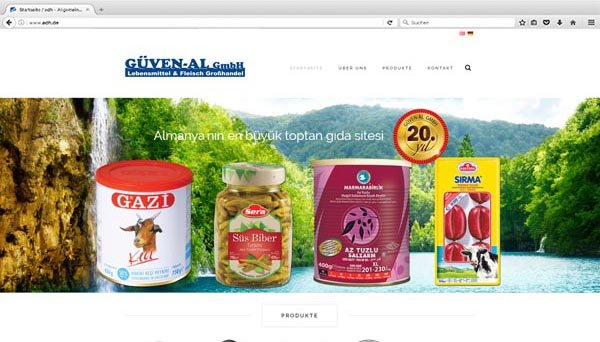 Startseite / adh - Allgemein...
www.adh.de
Suchen
GÜVEN-AL GmbH
Lebensmittel & Fleisch Großhandel
STARTSEITE
ÜBER UNS
PRODUKTE
KONTAKT
Almanya'nın en büyük toptan gıda sitesi
GÜVEN-AL GMBH
20.
yıl
GAZİ
Sera
Süs Biber
MARMARABİRLİK
AZ TUZLU
SALZARM
400g
XL
201-230
SIRMA
PRODUKTE